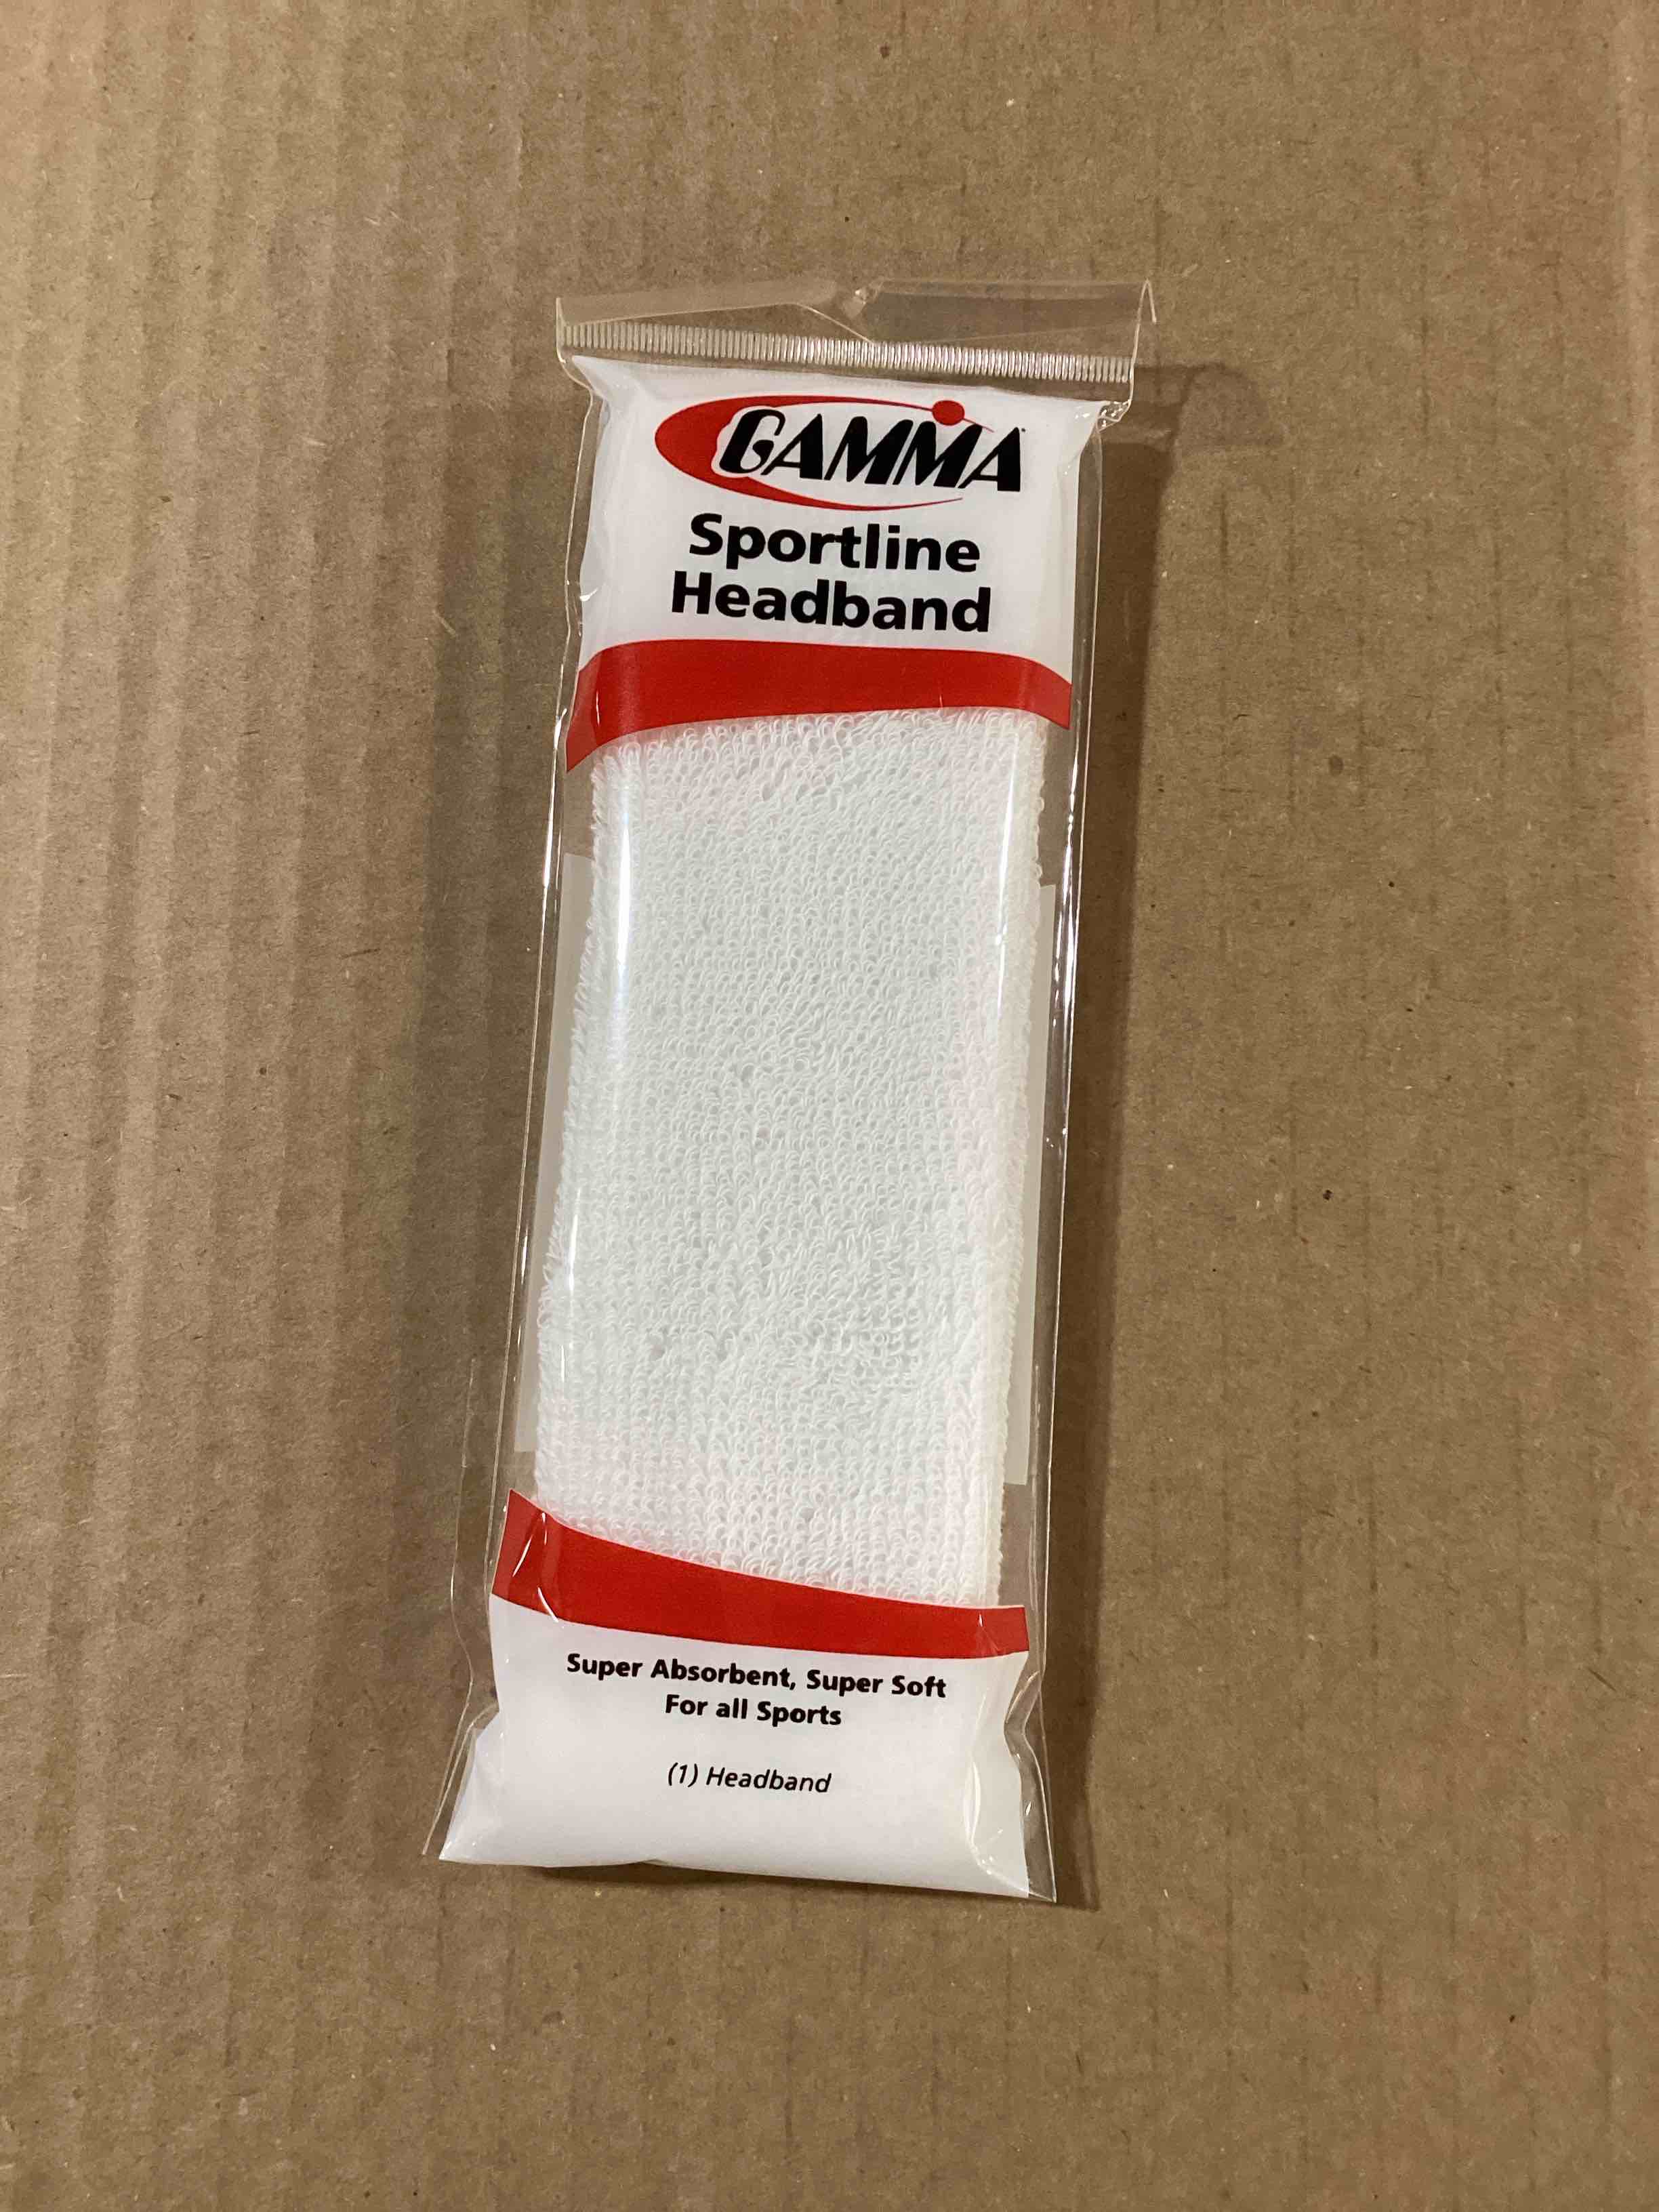 GAMMA
Sportline
Headband
Super Absorbent, Super Soft
For all Sports
(1) Headband